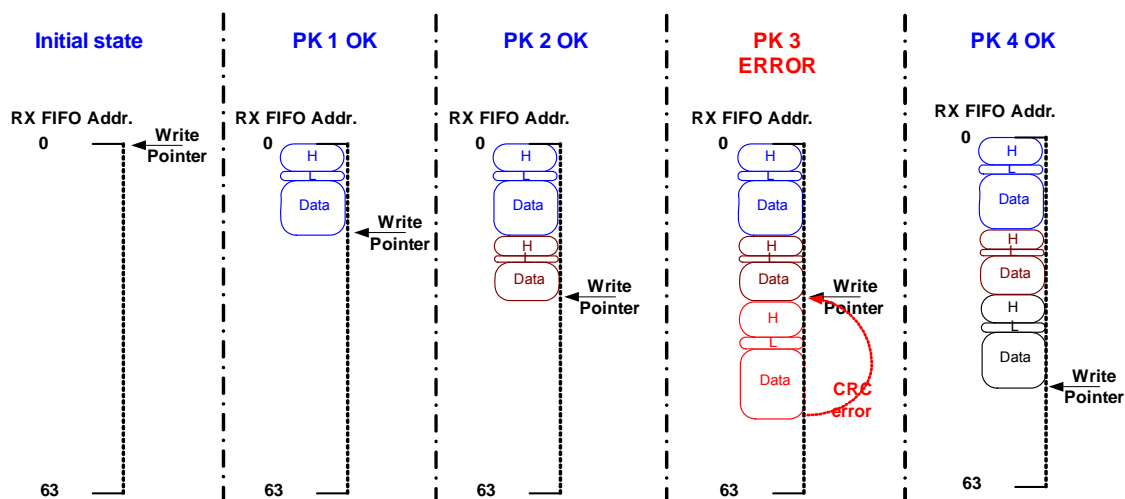 Initial state
RX FIFO Addr.
0
Write
Pointer
63
PK 1 OK
RX FIFO Addr.
0
H
L
Data
Write
Pointer
63
PK 2 OK
RX FIFO Addr.
0
H
L
Data
H
L
Data
Write
Pointer
63
PK 3
ERROR
RX FIFO Addr.
0
H
L
Data
H
L
Data
Write
Pointer
H
L
Data
CRC
error
63
PK 4 OK
RX FIFO Addr.
0
H
L
Data
H
L
Data
H
L
Data
Write
Pointer
63